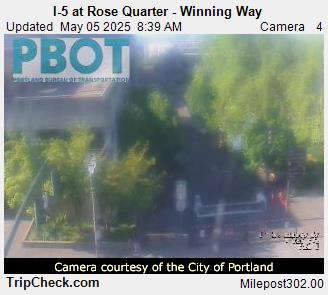 I-5 at Rose Quarter - Winning Way
Updated May 05 2025 8:39 AM Camera 4
PBOT
PORTLAND BUREAU OF TRANSPORTATION
Camera courtesy of the City of Portland
TripCheck.com Milepost302.00